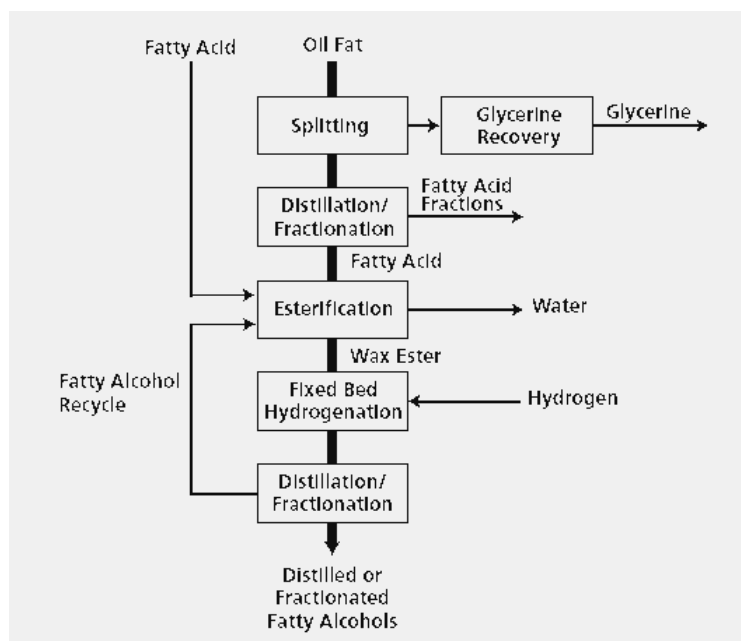 Fatty Acid
Oil Fat
Splitting
Glycerine
Recovery
Glycerine
Distillation/
Fractionation
Fatty Acid
Fractions
Fatty Acid
Esterification
Water
Wax Ester
Fatty Alcohol
Recycle
Fixed Bed
Hydrogenation
Hydrogen
Distillation/
Fractionation
Distilled or
Fractionated
Fatty Alcohols